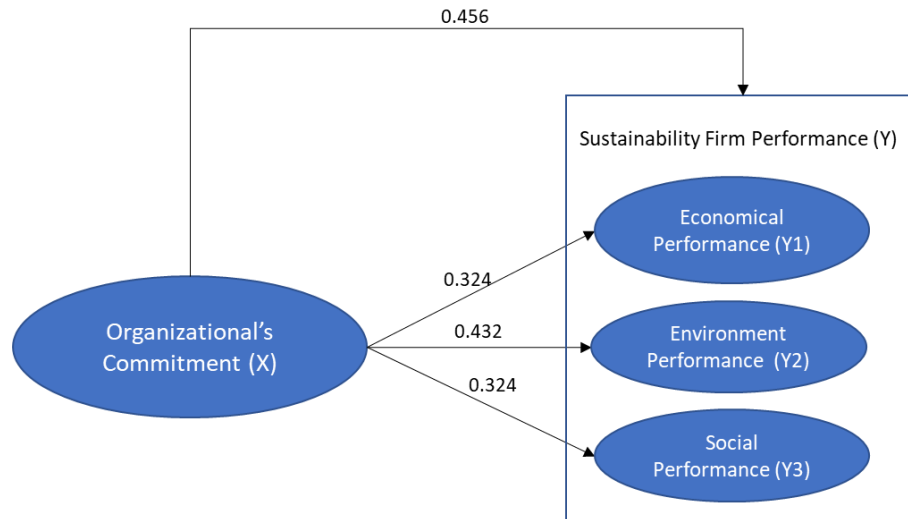 0.456
Sustainability Firm Performance (Y)
Economical
Performance (Y1)
0.324
Organizational's
Commitment (X)
0.432
Environment
Performance (Y2)
0.324
Social
Performance (Y3)